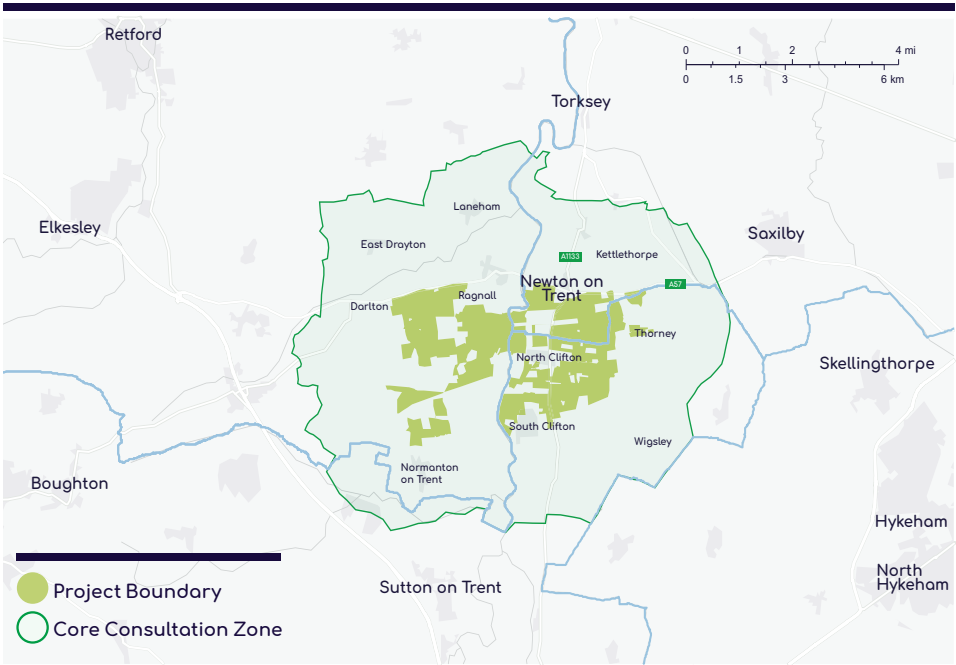 Retford
0 1 2 4 mi
0 1.5 3 6 km
Torksey
Laneham
Elkesley
Saxilby
East Drayton
A1133
Kettlethorpe
Newton on
Trent
A57
Ragnall
Darlton
Thorney
North Clifton
Skellingthorpe
South Clifton
Wigsley
Normanton
on Trent
Boughton
Hykeham
North
Hykeham
Sutton on Trent
Project Boundary
Core Consultation Zone